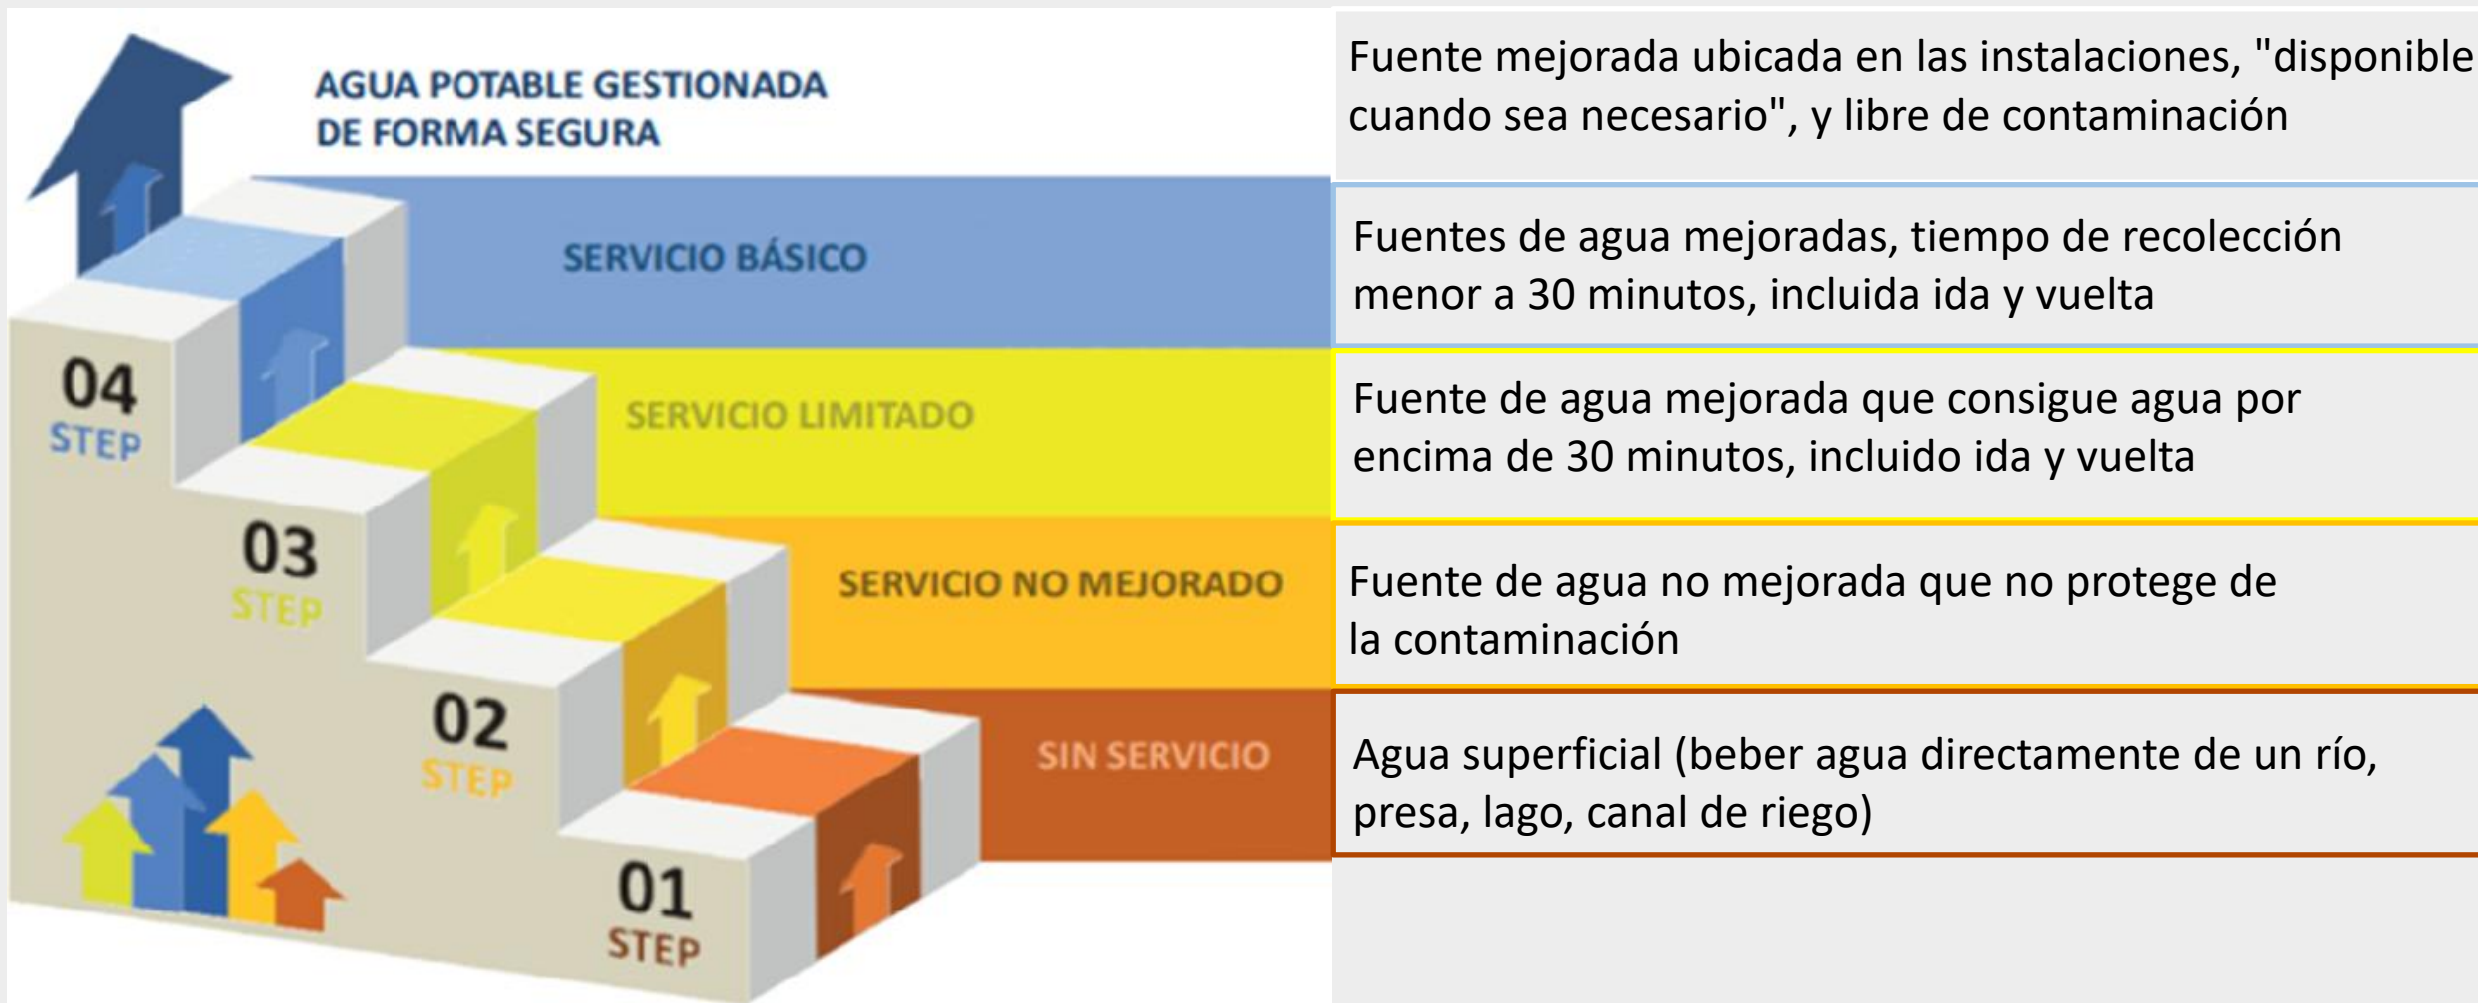 AGUA POTABLE GESTIONADA
DE FORMA SEGURA
Fuente mejorada ubicada en las instalaciones, "disponible
cuando sea necesario", y libre de contaminación
SERVICIO BÁSICO
Fuentes de agua mejoradas, tiempo de recolección
menor a 30 minutos, incluida ida y vuelta
04
STEP
SERVICIO LIMITADO
Fuente de agua mejorada que consigue agua por
encima de 30 minutos, incluido ida y vuelta
03
STEP
SERVICIO NO MEJORADO
Fuente de agua no mejorada que no protege de
la contaminación
02
STEP
SIN SERVICIO
Agua superficial (beber agua directamente de un río,
presa, lago, canal de riego)
01
STEP